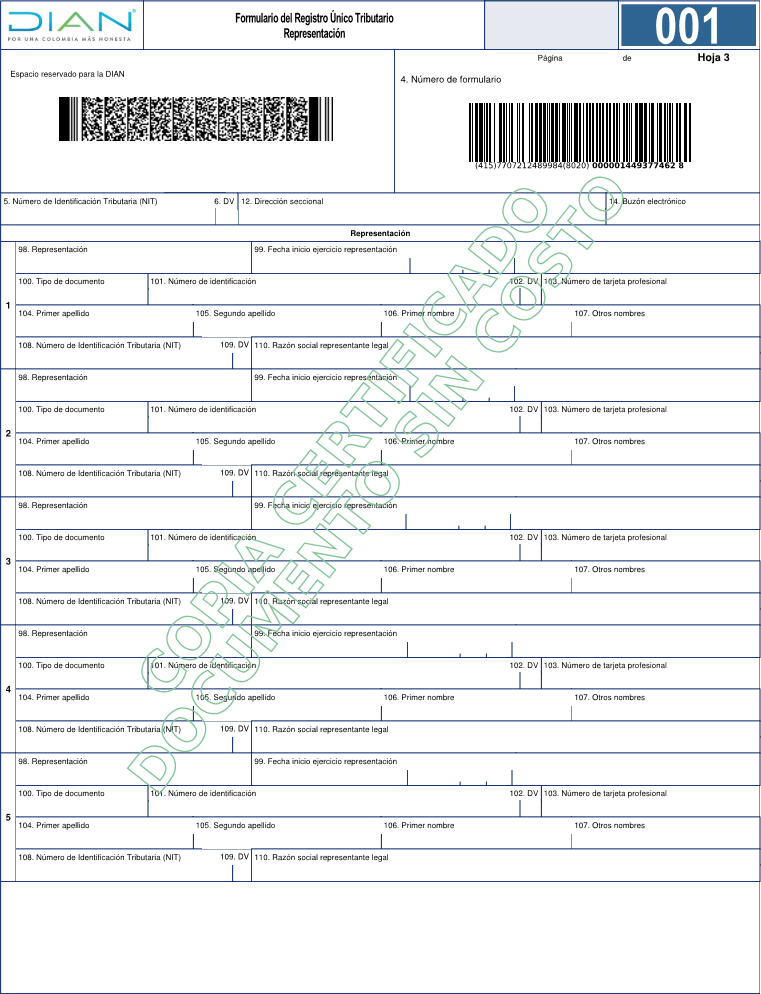 DIAN
POR UNA COLOMBIA MÁS HONESTA
Formulario del Registro Único Tributario
Representación
001
Página de Hoja 3
Espacio reservado para la DIAN
4. Número de formulario
(415)7707212489984(8020) 000001449377462 8
5. Número de Identificación Tributaria (NIT) 6. DV 12. Dirección seccional 14. Buzón electrónico
Representación
1
98. Representación 99. Fecha inicio ejercicio representación
100. Tipo de documento 101. Número de identificación 102. DV 103. Número de tarjeta profesional
104. Primer apellido 105. Segundo apellido 106. Primer nombre 107. Otros nombres
108. Número de Identificación Tributaria (NIT) 109. DV 110. Razón social representante legal
2
98. Representación 99. Fecha inicio ejercicio representación
100. Tipo de documento 101. Número de identificación 102. DV 103. Número de tarjeta profesional
104. Primer apellido 105. Segundo apellido 106. Primer nombre 107. Otros nombres
108. Número de Identificación Tributaria (NIT) 109. DV 110. Razón social representante legal
3
98. Representación 99. Fecha inicio ejercicio representación
100. Tipo de documento 101. Número de identificación 102. DV 103. Número de tarjeta profesional
104. Primer apellido 105. Segundo apellido 106. Primer nombre 107. Otros nombres
108. Número de Identificación Tributaria (NIT) 109. DV 110. Razón social representante legal
4
98. Representación 99. Fecha inicio ejercicio representación
100. Tipo de documento 101. Número de identificación 102. DV 103. Número de tarjeta profesional
104. Primer apellido 105. Segundo apellido 106. Primer nombre 107. Otros nombres
108. Número de Identificación Tributaria (NIT) 109. DV 110. Razón social representante legal
5
98. Representación 99. Fecha inicio ejercicio representación
100. Tipo de documento 101. Número de identificación 102. DV 103. Número de tarjeta profesional
104. Primer apellido 105. Segundo apellido 106. Primer nombre 107. Otros nombres
108. Número de Identificación Tributaria (NIT) 109. DV 110. Razón social representante legal
COPIA CERTIFICADO
DOCUMENTO SIN COSTO